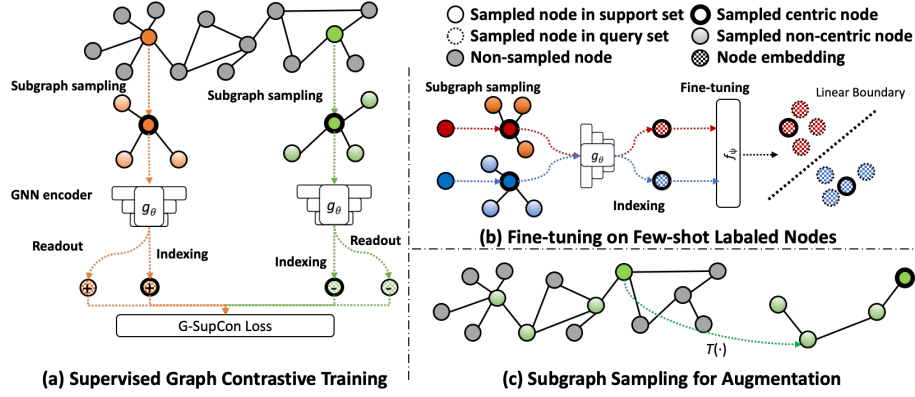 Subgraph sampling
Subgraph sampling
GNN encoder
gθ
gθ
Readout
Indexing
Indexing
Readout
+
+
-
-
G-SupCon Loss
(a) Supervised Graph Contrastive Training
Sampled node in support set
Sampled centric node
Sampled node in query set
Sampled non-centric node
Non-sampled node
Node embedding
Subgraph sampling
Fine-tuning
Linear Boundary
gθ
fψ
Indexing
(b) Fine-tuning on Few-shot Labaled Nodes
T(·)
(c) Subgraph Sampling for Augmentation